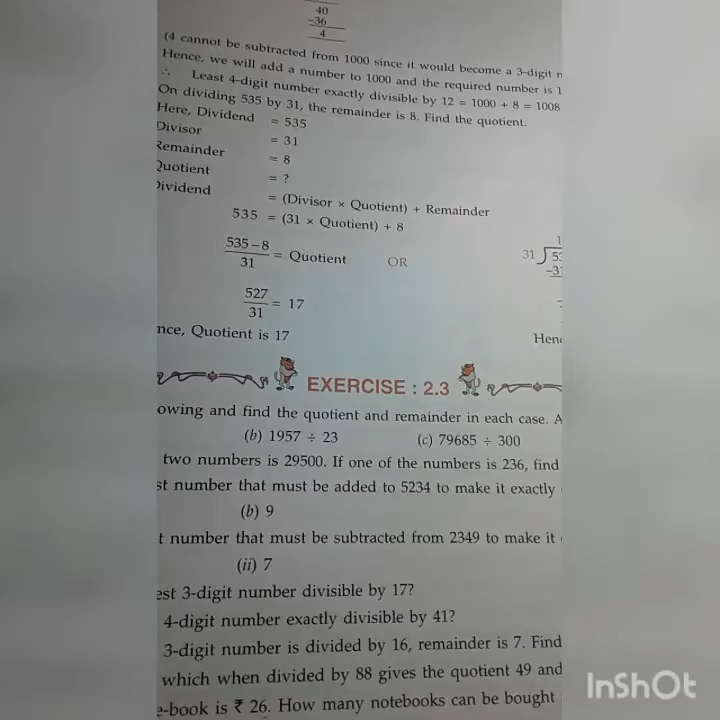 40
-36
4
(4 cannot be subtracted from 1000 since it would become a 3-digit
Hence, we will add a number to 1000 and the required number is 1
∴ Least 4-digit number exactly divisible by 12 = 1000 + 8 = 1008
On dividing 535 by 31, the remainder is 8. Find the quotient.
Here, Dividend = 535
Divisor = 31
Remainder = 8
Quotient = ?
Dividend = (Divisor × Quotient) + Remainder
535 = (31 × Quotient) + 8
535 – 8 / 31 = Quotient OR
31
527 / 31 = 17
nce, Quotient is 17
EXERCISE : 2.3
owing and find the quotient and remainder in each case. A
(b) 1957 ÷ 23 (c) 79685 ÷ 300
two numbers is 29500. If one of the numbers is 236, find
st number that must be added to 5234 to make it exactly
(b) 9
t number that must be subtracted from 2349 to make it
(ii) 7
est 3-digit number divisible by 17?
4-digit number exactly divisible by 41?
3-digit number is divided by 16, remainder is 7. Find
which when divided by 88 gives the quotient 49 and
e-book is ₹ 26. How many notebooks can be bought
InShOt